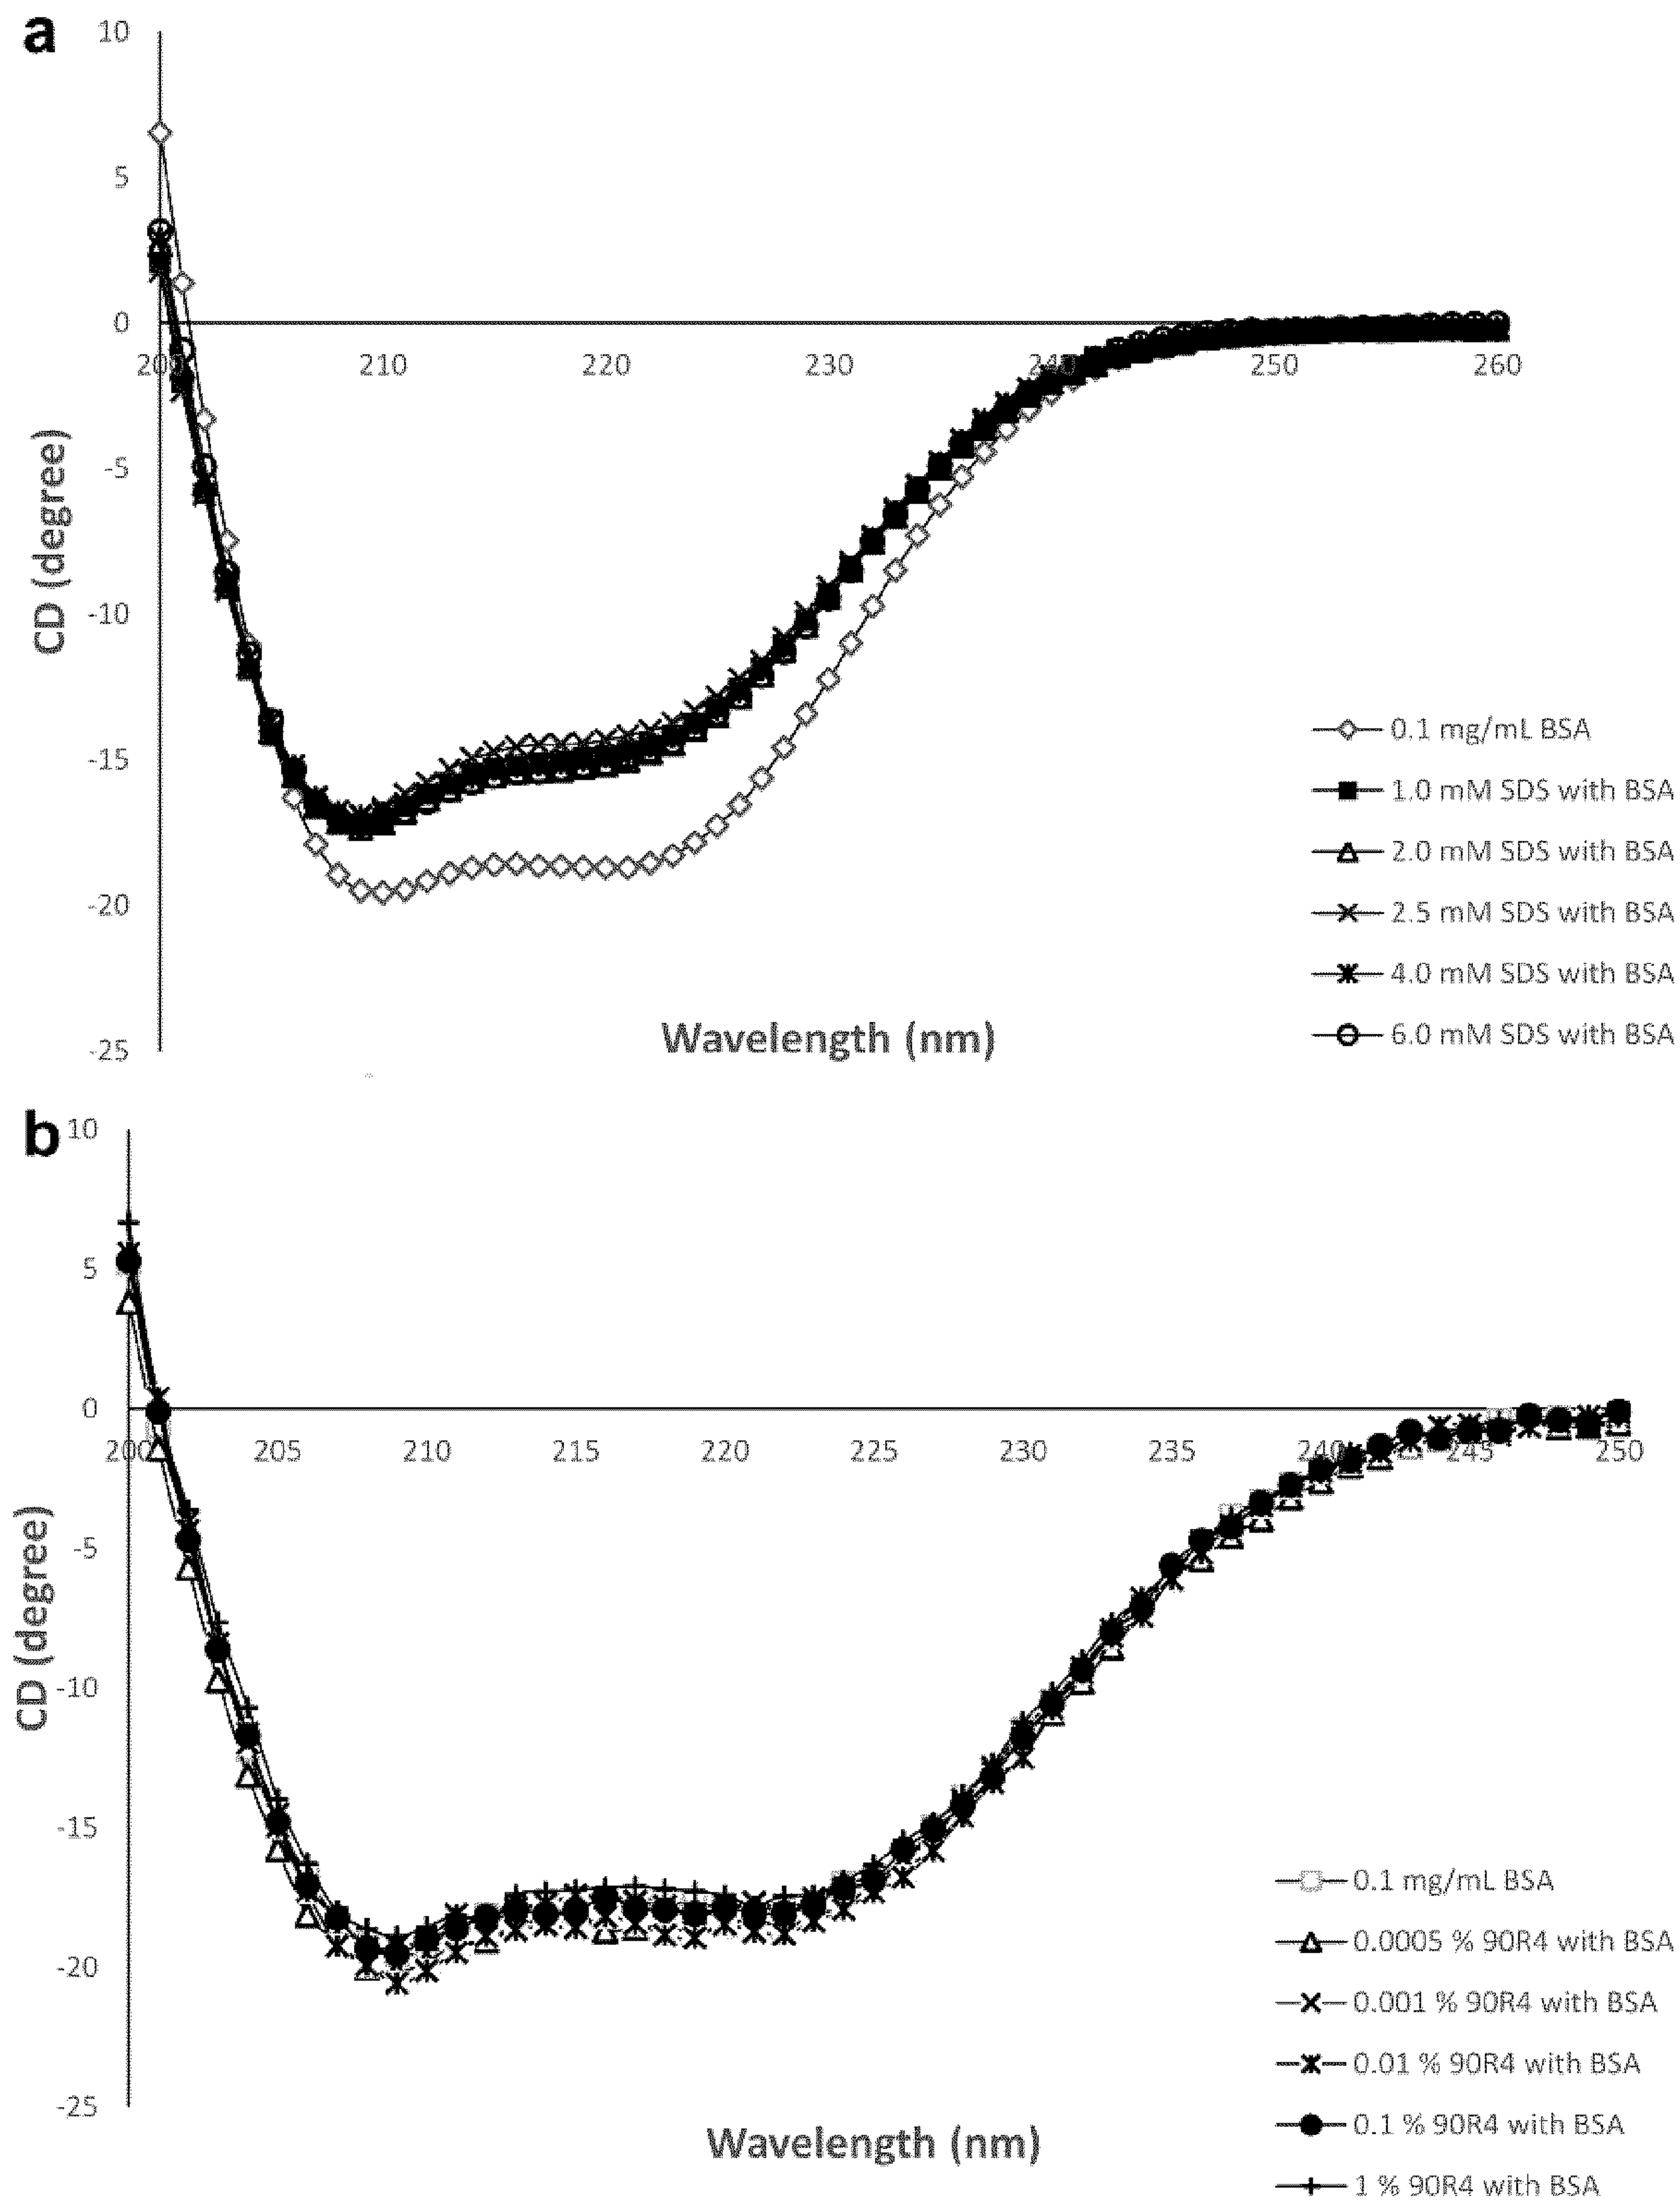 a
10
5
0
-5
-10
-15
-20
-25
200
210
220
230
240
250
260
CD (degree)
Wavelength (nm)
0.1 mg/mL BSA
1.0 mM SDS with BSA
2.0 mM SDS with BSA
2.5 mM SDS with BSA
4.0 mM SDS with BSA
6.0 mM SDS with BSA
b
10
5
0
-5
-10
-15
-20
-25
200
205
210
215
220
225
230
235
240
245
250
CD (degree)
Wavelength (nm)
0.1 mg/mL BSA
0.0005 % 90R4 with BSA
0.001 % 90R4 with BSA
0.01 % 90R4 with BSA
0.1 % 90R4 with BSA
1 % 90R4 with BSA